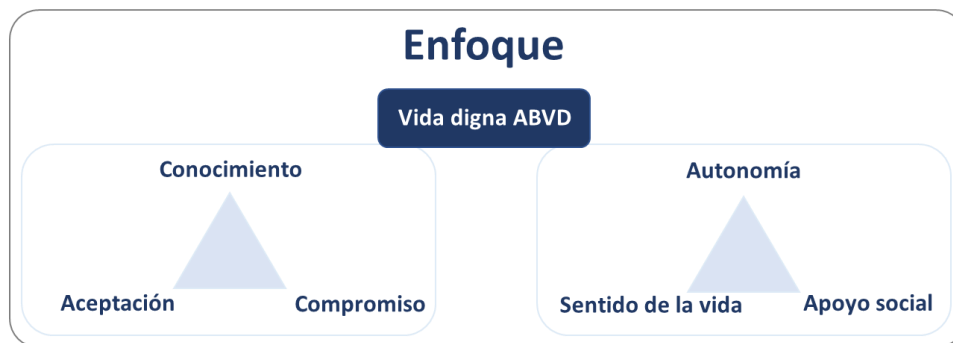 Enfoque
Vida digna ABVD
Conocimiento
Aceptación
Compromiso
Autonomía
Sentido de la vida
Apoyo social